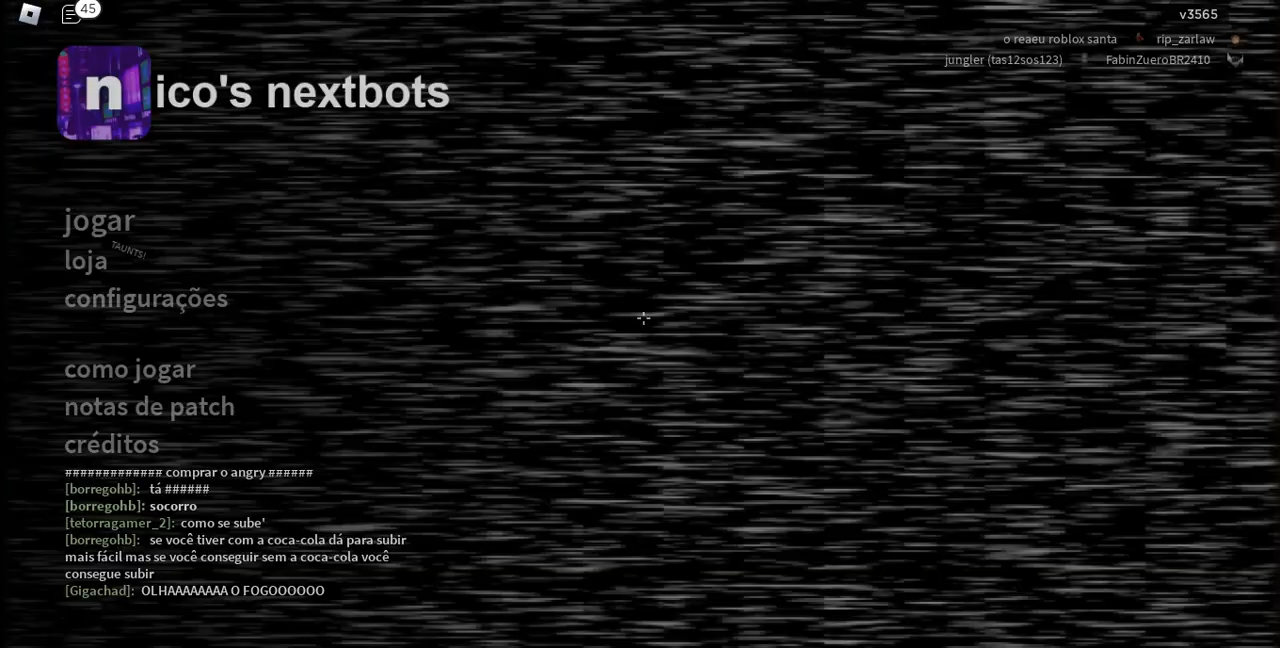 45
v3565
o reaeu roblox santa rip_zarlaw
jungler (tas12sos123) FabinZueroBR2410
nico's nextbots
jogar
TAUNTS!
loja
configurações
como jogar
notas de patch
créditos
############# comprar o angry ######
[borregohb]: tá ######
[borregohb]: socorro
[tetorragamer_2]: como se sube'
[borregohb]: se você tiver com a coca-cola dá para subir
mais fácil mas se você conseguir sem a coca-cola você
consegue subir
[Gigachad]: OLHAAAAAAAA O FOGOOOOOO